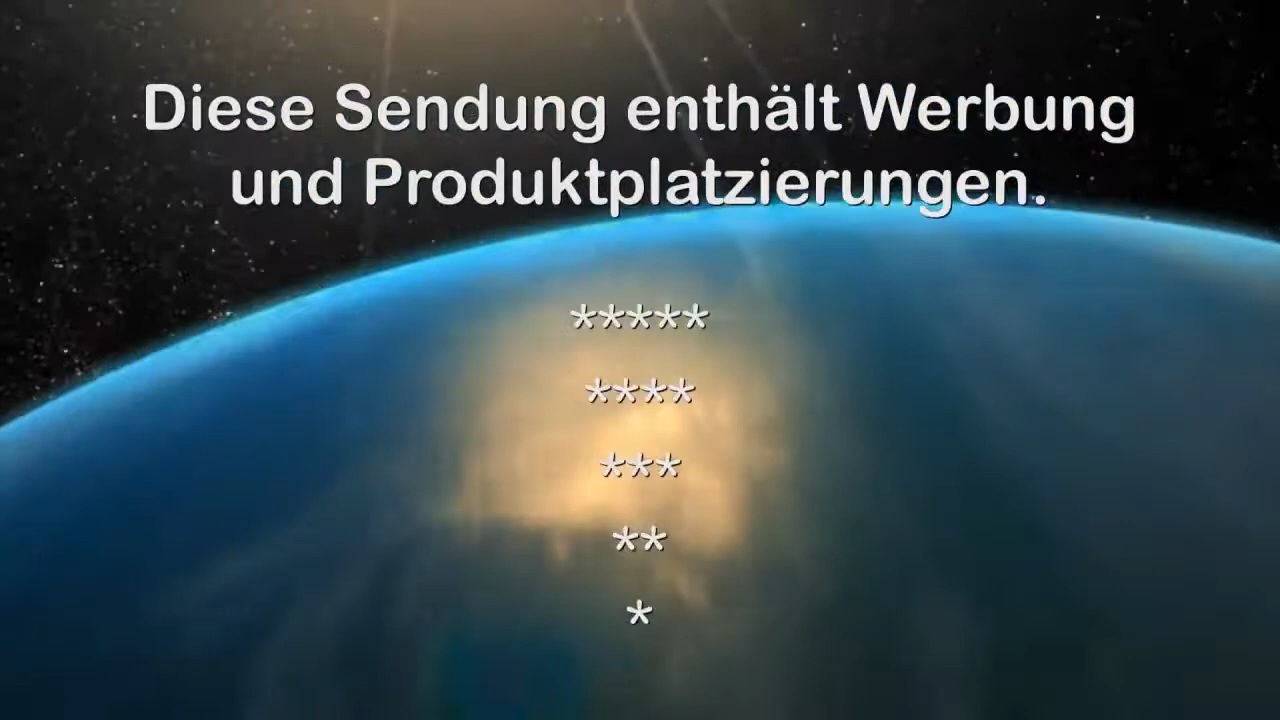 Diese Sendung enthält Werbung
und Produktplatzierungen.
*****
****
***
**
*